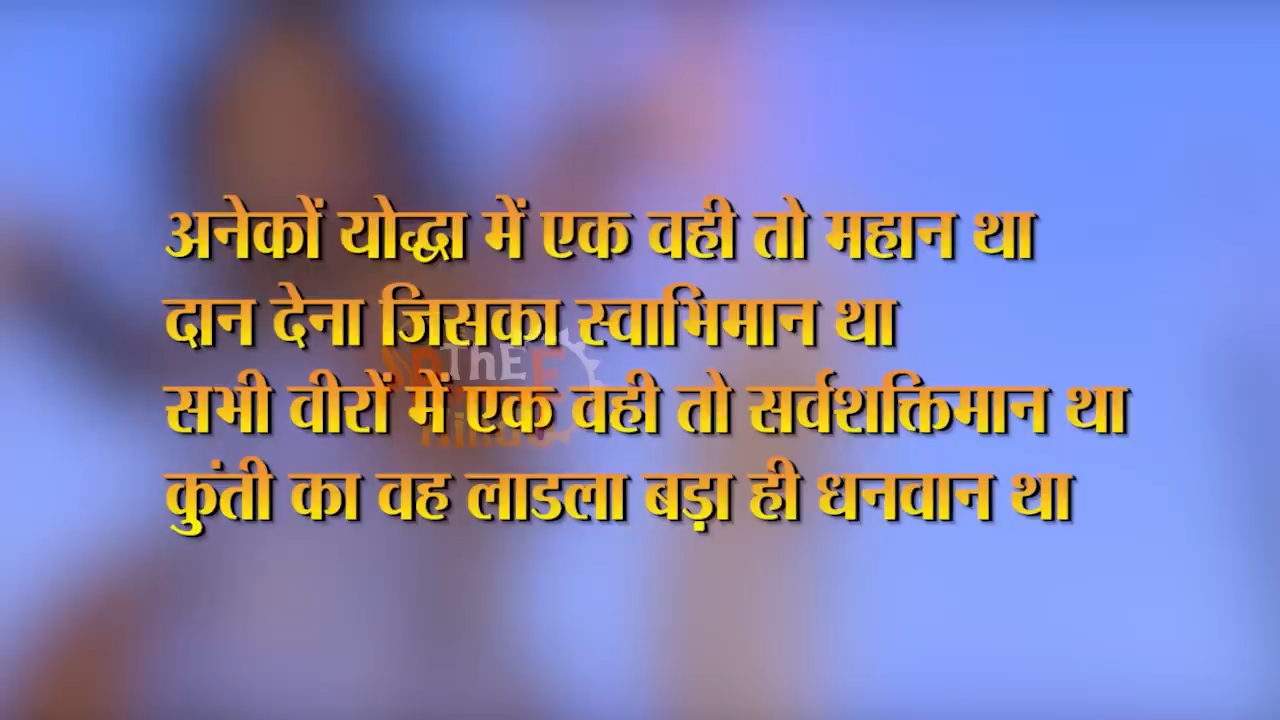 अनेकों योद्धा में एक वही तो महान था
दान देना जिसका स्वाभिमान था
सभी वीरों में एक वही तो सर्वशक्तिमान था
कुंती का वह लाडला बड़ा ही धनवान था